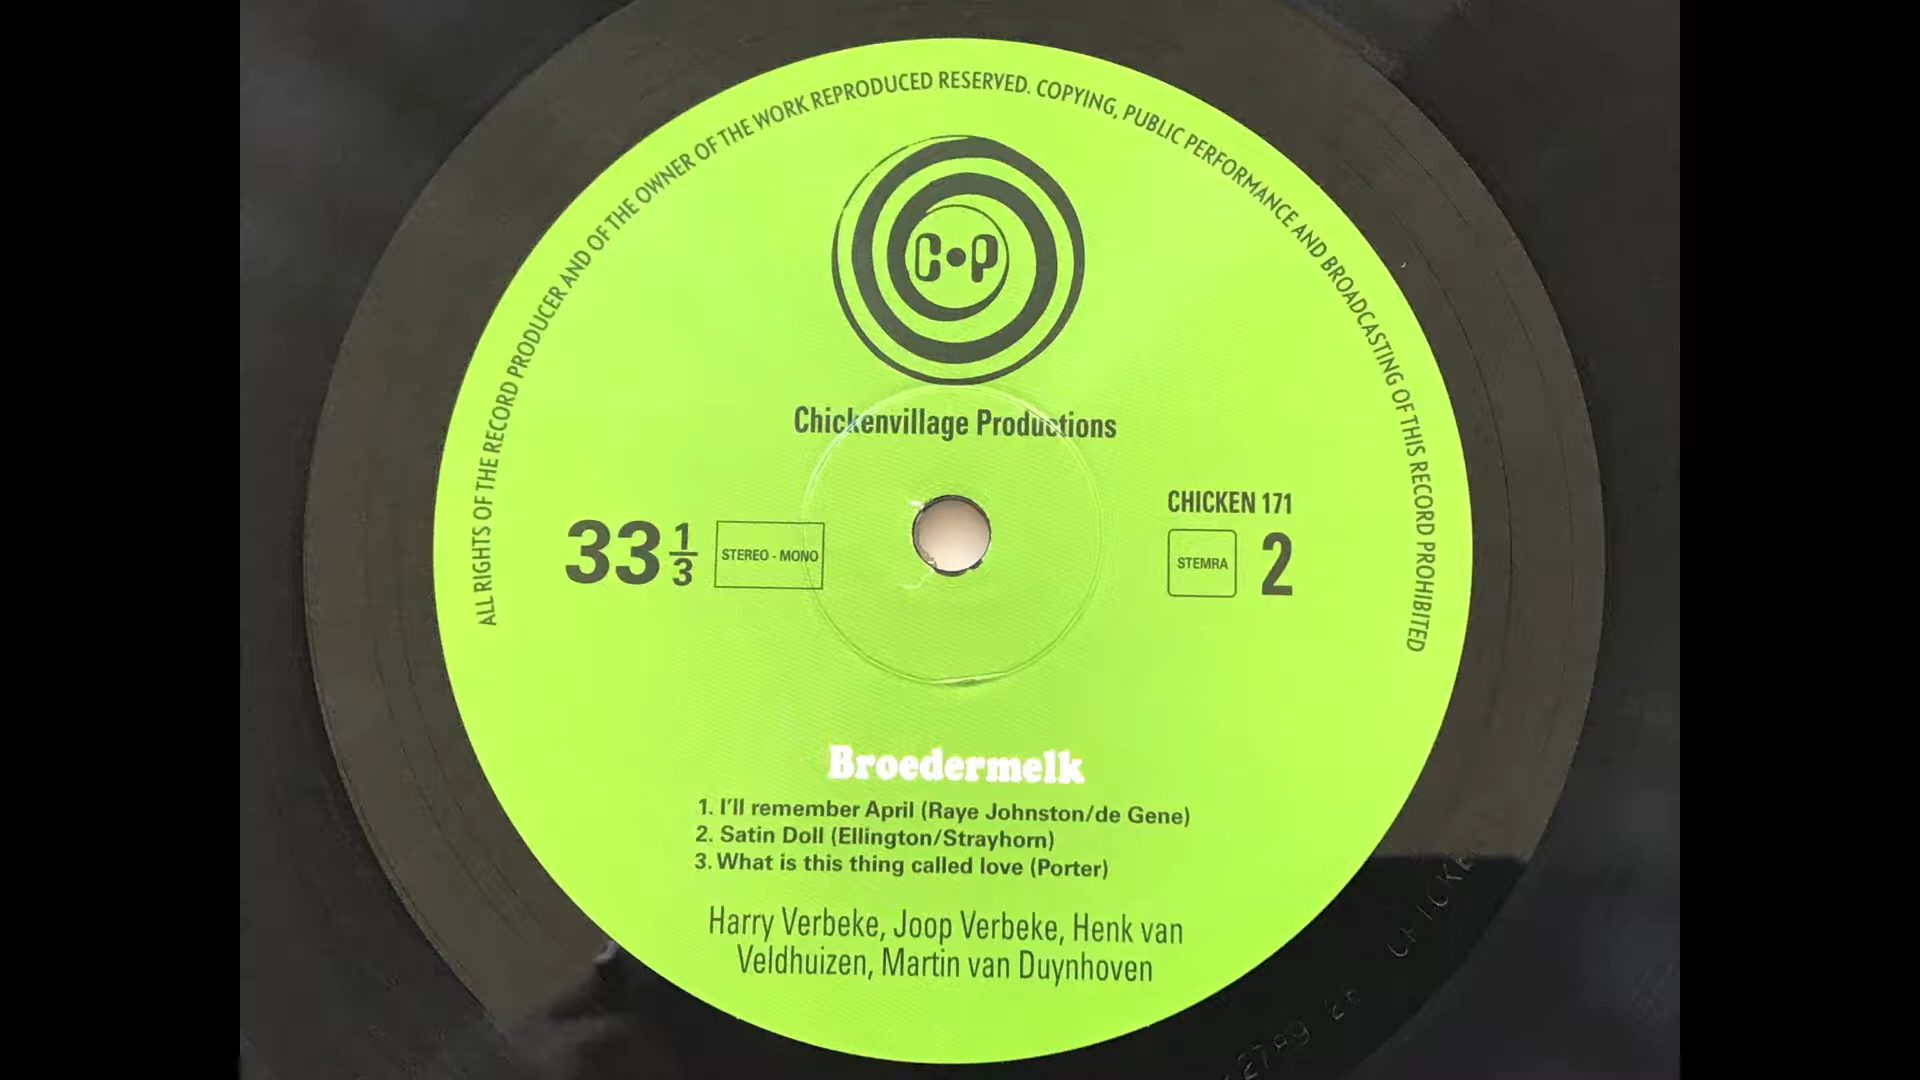 ALL RIGHTS OF THE RECORD PRODUCER AND OF THE OWNER OF THE WORK REPRODUCED RESERVED. COPYING, PUBLIC PERFORMANCE AND BROADCASTING OF THIS RECORD PROHIBITED
C•P
Chickenvillage Productions
33 1/3
STEREO - MONO
CHICKEN 171
STEMRA
2
Broedermelk
1. I'll remember April (Raye Johnston/de Gene)
2. Satin Doll (Ellington/Strayhorn)
3. What is this thing called love (Porter)
Harry Verbeke, Joop Verbeke, Henk van
Veldhuizen, Martin van Duynhoven